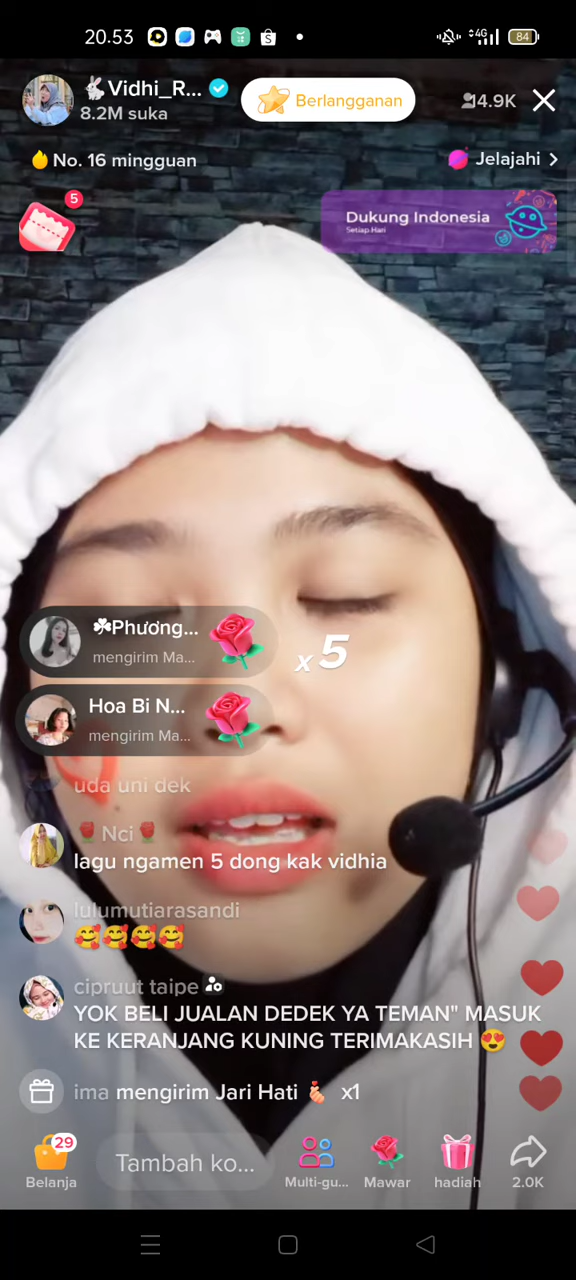 20.53
4G
84
Vidhi_R...
8.2M suka
Berlangganan
14.9K
No. 16 mingguan
Jelajahi >
5
Dukung Indonesia
Setiap Hari
☘Phương...
mengirim Ma...
x 5
Hoa Bi N...
mengirim Ma...
uda uni dek
🌹Nci🌹
lagu ngamen 5 dong kak vidhia
lulumutiarasandi
🥰🥰🥰🥰
cipruut taipe
YOK BELI JUALAN DEDEK YA TEMAN" MASUK
KE KERANJANG KUNING TERIMAKASIH 😍
ima mengirim Jari Hati x1
29
Tambah ko...
Belanja
Multi-gu...
Mawar
hadiah
2.0K